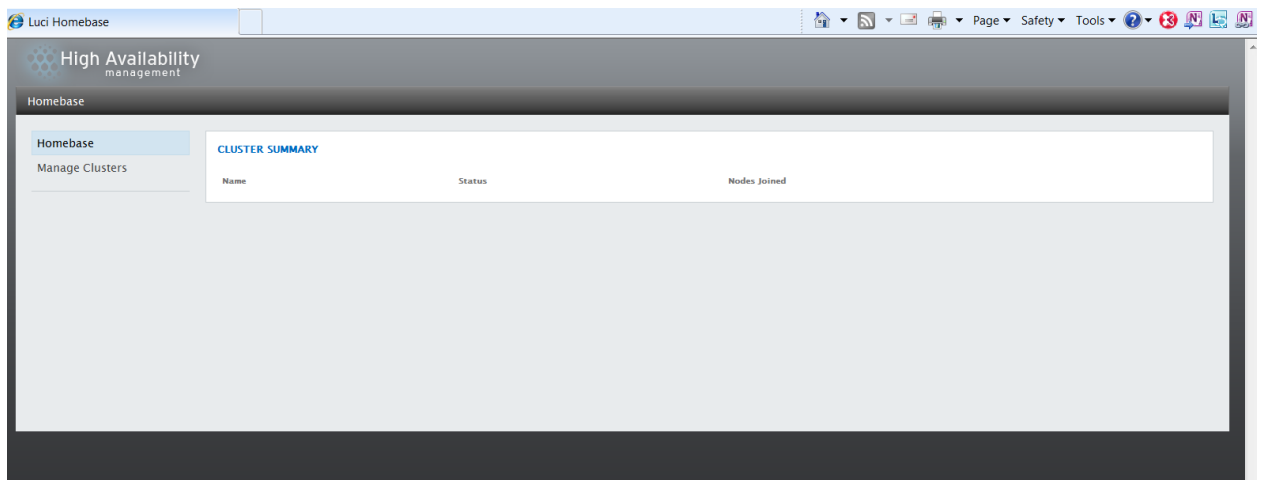 Luci Homebase
Page Safety Tools
High Availability
management
Homebase
Homebase
Manage Clusters
CLUSTER SUMMARY
Name Status Nodes Joined